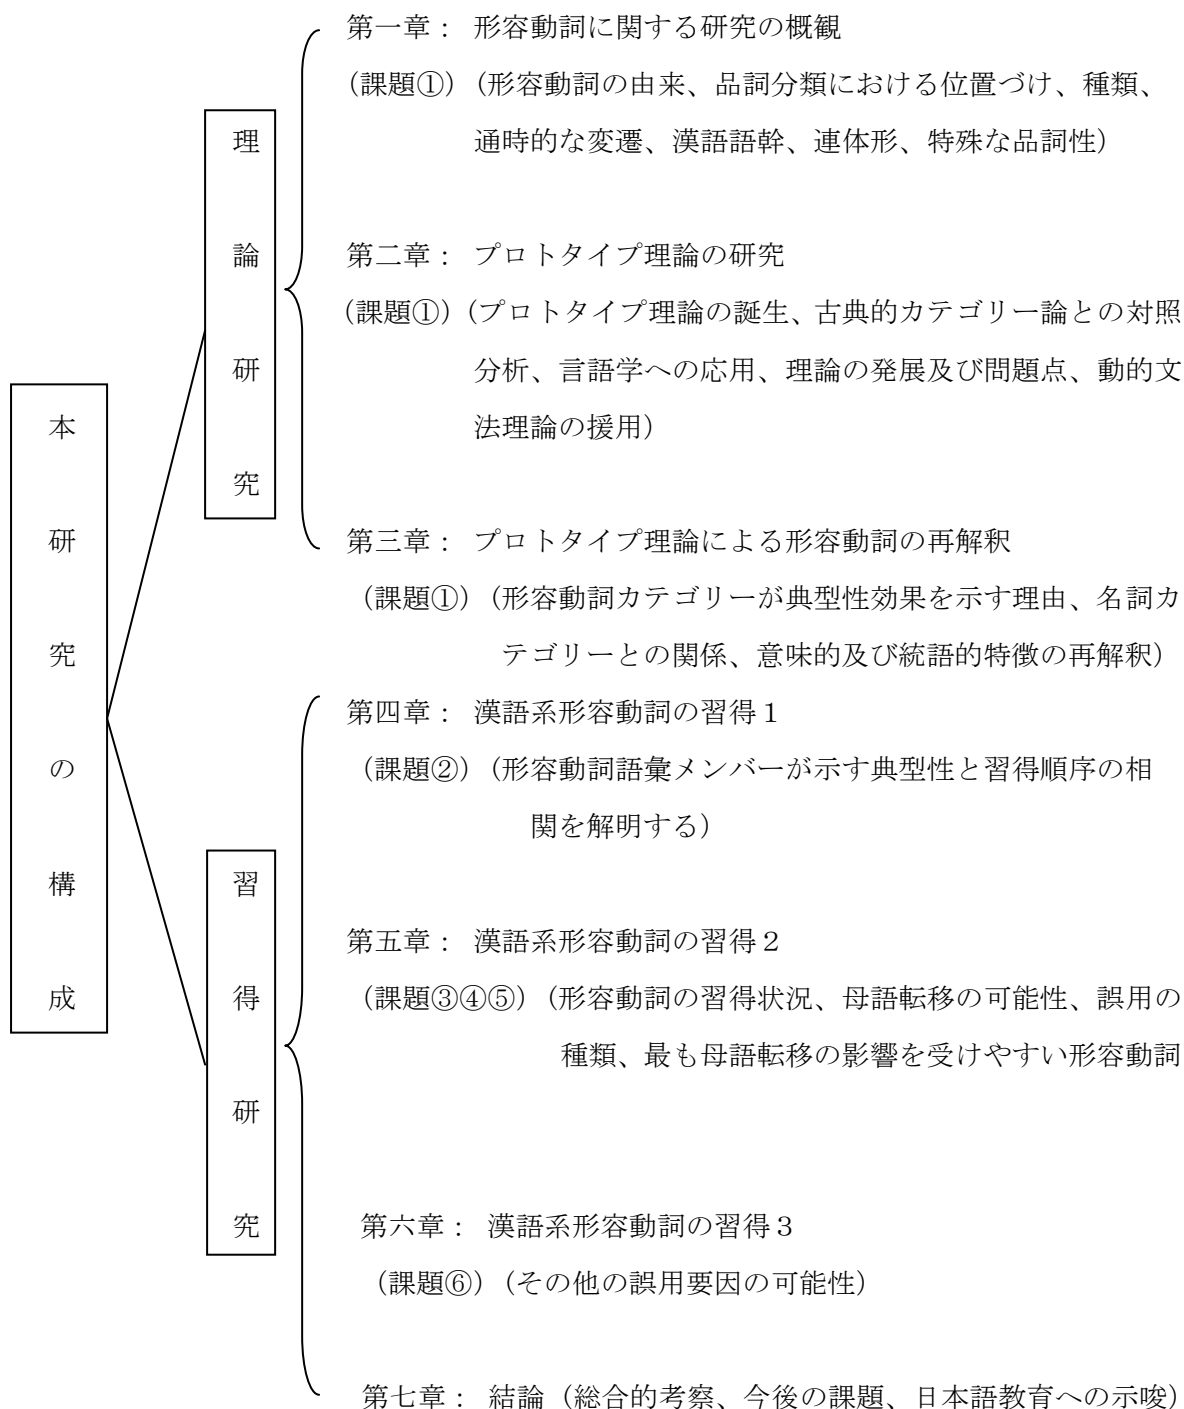 本研究の構成
理論研究
第一章： 形容動詞に関する研究の概観
（課題①）（形容動詞の由来、品詞分類における位置づけ、種類、
通時的な変遷、漢語語幹、連体形、特殊な品詞性）
第二章： プロトタイプ理論の研究
（課題①）（プロトタイプ理論の誕生、古典的カテゴリー論との対照
分析、言語学への応用、理論の発展及び問題点、動的文
法理論の援用）
第三章： プロトタイプ理論による形容動詞の再解釈
（課題①）（形容動詞カテゴリーが典型性効果を示す理由、名詞カ
テゴリーとの関係、意味的及び統語的特徴の再解釈）
習得研究
第四章： 漢語系形容動詞の習得１
（課題②）（形容動詞語彙メンバーが示す典型性と習得順序の相
関を解明する）
第五章： 漢語系形容動詞の習得２
（課題③④⑤）（形容動詞の習得状況、母語転移の可能性、誤用の
種類、最も母語転移の影響を受けやすい形容動詞
第六章： 漢語系形容動詞の習得３
（課題⑥）（その他の誤用要因の可能性）
第七章： 結論（総合的考察、今後の課題、日本語教育への示唆）